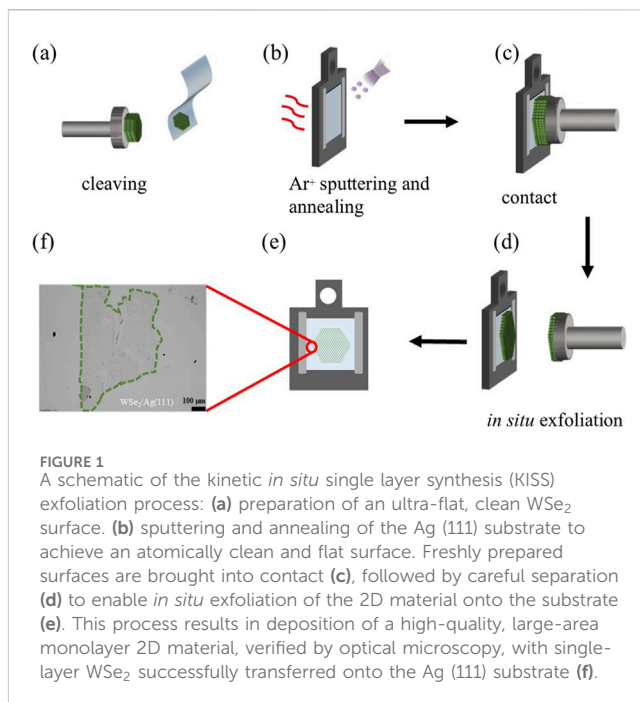 (a)
(b)
(c)
cleaving
Ar⁺ sputtering and
annealing
contact
(f)
(e)
(d)
WSe₂/Ag(111)
100 μm
in situ exfoliation
FIGURE 1
A schematic of the kinetic in situ single layer synthesis (KISS)
exfoliation process: (a) preparation of an ultra-flat, clean WSe₂
surface. (b) sputtering and annealing of the Ag (111) substrate to
achieve an atomically clean and flat surface. Freshly prepared
surfaces are brought into contact (c), followed by careful separation
(d) to enable in situ exfoliation of the 2D material onto the substrate
(e). This process results in deposition of a high-quality, large-area
monolayer 2D material, verified by optical microscopy, with single-
layer WSe₂ successfully transferred onto the Ag (111) substrate (f).